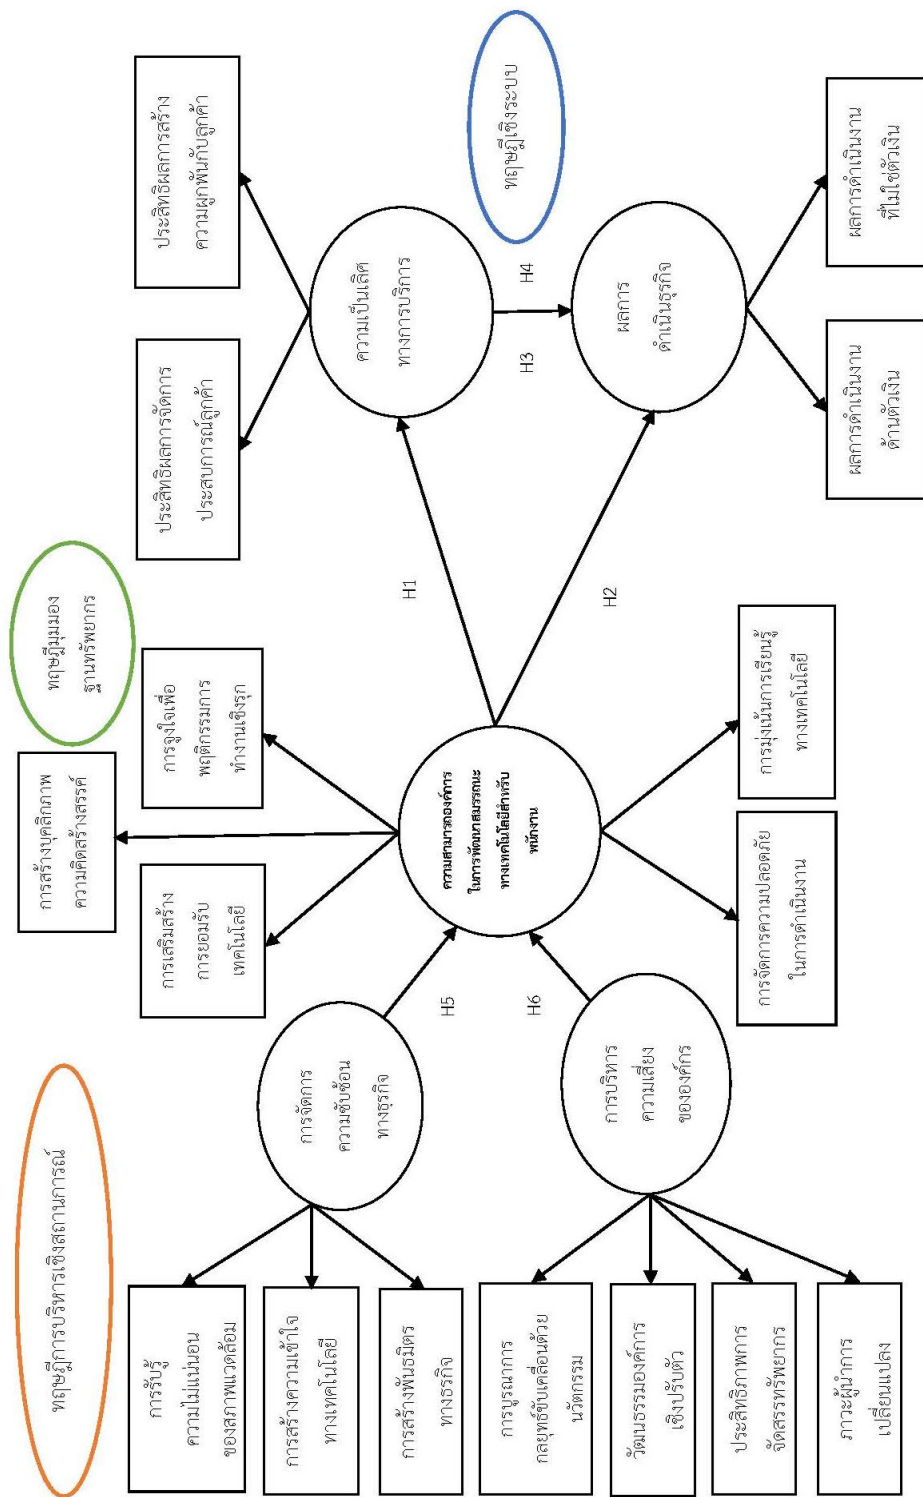 ทฤษฎีการบริหารเชิงสถานการณ์
ทฤษฎีมุมมอง
ฐานทรัพยากร
ทฤษฎีเชิงระบบ
การรับรู้
ความไม่แน่นอน
ของสภาพแวดล้อม
การสร้างความเข้าใจ
ทางเทคโนโลยี
การสร้างพันธมิตร
ทางธุรกิจ
การบูรณาการ
กลยุทธ์ขับเคลื่อนด้วย
นวัตกรรม
วัฒนธรรมองค์การ
เชิงปรับตัว
ประสิทธิภาพการ
จัดสรรทรัพยากร
ภาวะผู้นำการ
เปลี่ยนแปลง
การจัดการ
ความซับซ้อน
ทางธุรกิจ
การบริหาร
ความเสี่ยง
ขององค์กร
H5
H6
การสร้างบุคลิกภาพ
ความคิดสร้างสรรค์
การเสริมสร้าง
การยอมรับ
เทคโนโลยี
การจูงใจเพื่อ
พฤติกรรมการ
ทำงานเชิงรุก
ความสามารถองค์การ
ในการพัฒนาสมรรถนะ
ทางเทคโนโลยีสำหรับ
พนักงาน
การจัดการความปลอดภัย
ในการดำเนินงาน
การมุ่งเน้นการเรียนรู้
ทางเทคโนโลยี
H1
H2
ประสิทธิผลการจัดการ
ประสบการณ์ลูกค้า
ประสิทธิผลการสร้าง
ความผูกพันกับลูกค้า
ความเป็นเลิศ
ทางการบริการ
H3
H4
ผลการ
ดำเนินธุรกิจ
ผลการดำเนินงาน
ด้านตัวเงิน
ผลการดำเนินงาน
ที่ไม่ใช่ตัวเงิน